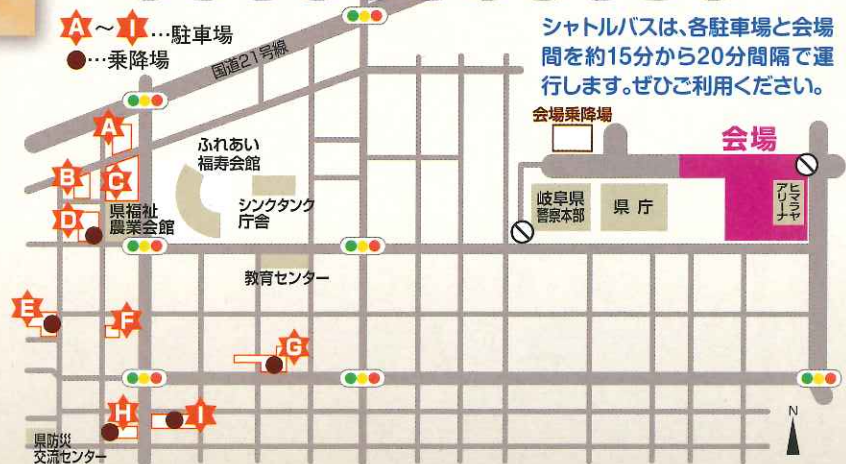 A～I…駐車場
●…乗降場
シャトルバスは、各駐車場と会場
間を約15分から20分間隔で運
行します。ぜひご利用ください。
国道21号線
会場乗降場
会場
A
B
C
D
ふれあい
福寿会館
県福祉
農業会館
シンクタンク
庁舎
岐阜県
警察本部
県庁
ヒマラヤ
アリーナ
教育センター
E
F
G
H
I
県防災
交流センター
N